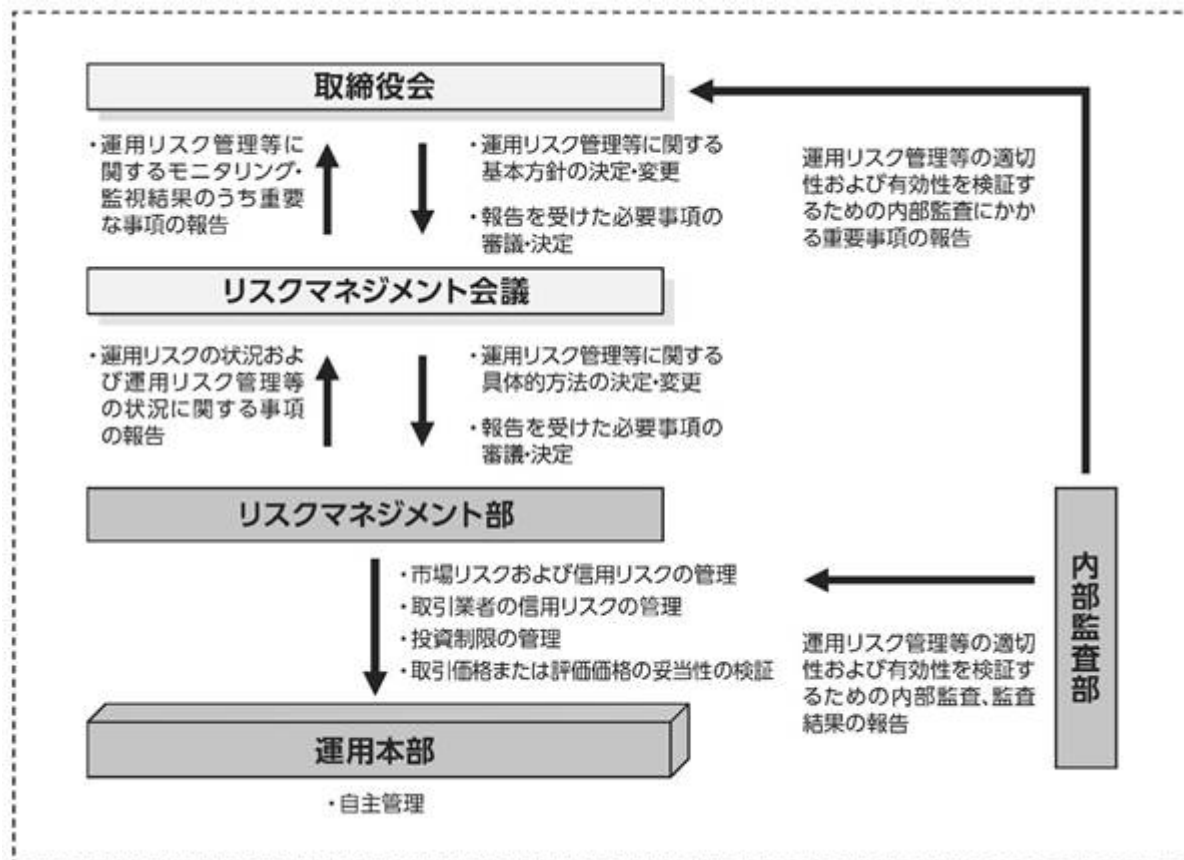 取締役会
・運用リスク管理等に
関するモニタリング・
監視結果のうち重要
な事項の報告
・運用リスク管理等に関する
基本方針の決定・変更
・報告を受けた必要事項の
審議・決定
運用リスク管理等の適切
性および有効性を検証す
るための内部監査にかか
る重要事項の報告
リスクマネジメント会議
・運用リスクの状況およ
び運用リスク管理等
の状況に関する事項
の報告
・運用リスク管理等に関する
具体的方法の決定・変更
・報告を受けた必要事項の
審議・決定
リスクマネジメント部
・市場リスクおよび信用リスクの管理
・取引業者の信用リスクの管理
・投資制限の管理
・取引価格または評価価格の妥当性の検証
内部監査部
運用リスク管理等の適切
性および有効性を検証す
るための内部監査、監査
結果の報告
運用本部
・自主管理